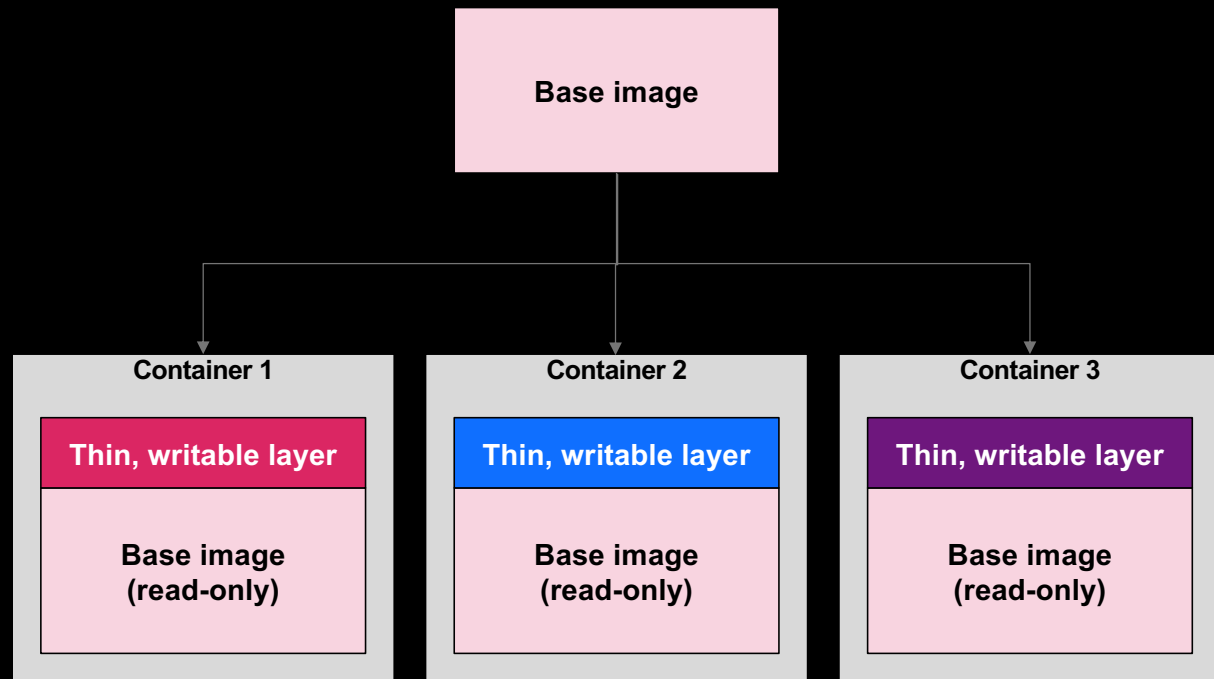 Base image
Container 1
Container 2
Container 3
Thin, writable layer
Thin, writable layer
Thin, writable layer
Base image
(read-only)
Base image
(read-only)
Base image
(read-only)